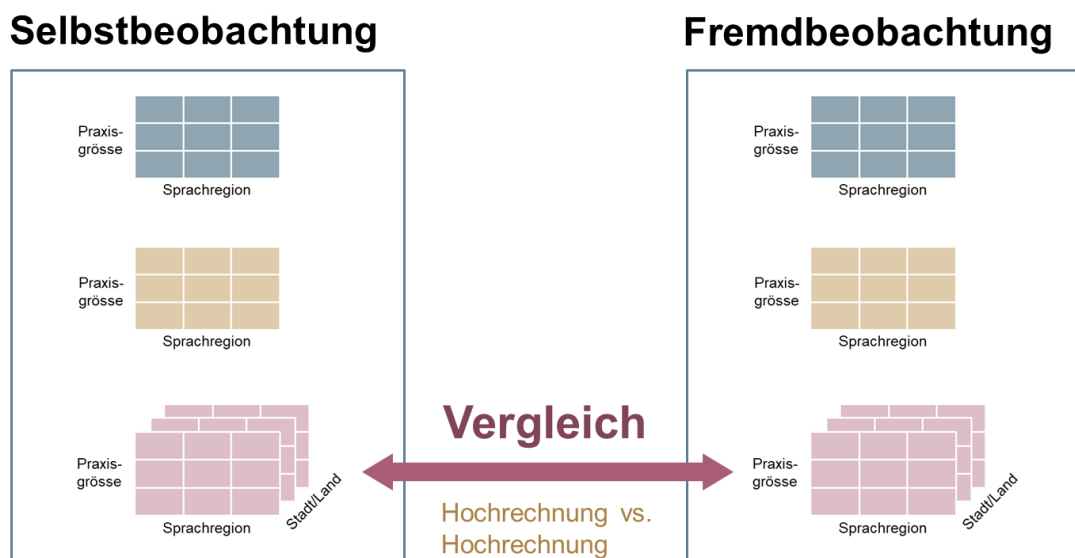 Selbstbeobachtung
Praxis-
grösse
Sprachregion
Praxis-
grösse
Sprachregion
Praxis-
grösse
Sprachregion
Stadt/Land
Vergleich
Hochrechnung vs.
Hochrechnung
Fremdbeobachtung
Praxis-
grösse
Sprachregion
Praxis-
grösse
Sprachregion
Praxis-
grösse
Sprachregion
Stadt/Land